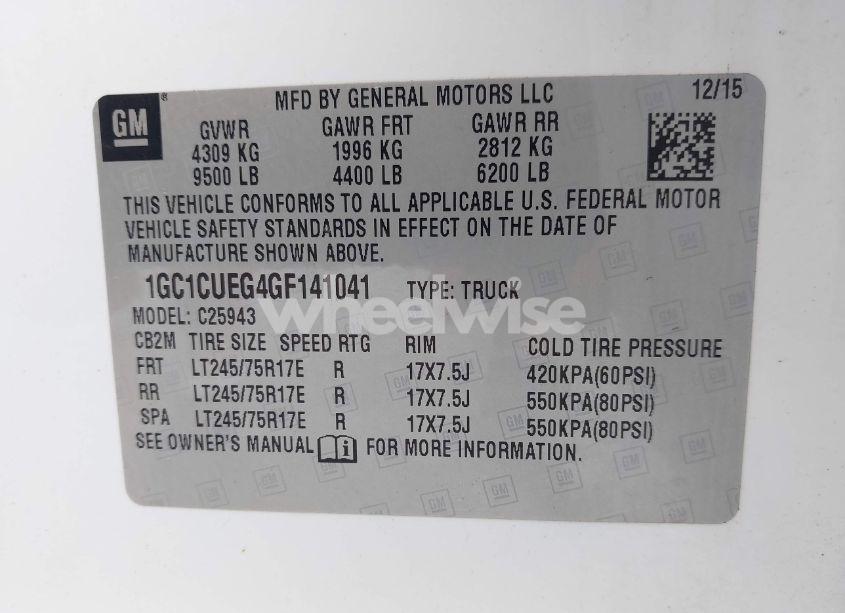 GM ® MFD BY GENERAL MOTORS LLC 12/15
GVWR GAWR FRT GAWR RR
4309 KG 1996 KG 2812 KG
9500 LB 4400 LB 6200 LB
THIS VEHICLE CONFORMS TO ALL APPLICABLE U.S. FEDERAL MOTOR
VEHICLE SAFETY STANDARDS IN EFFECT ON THE DATE OF
MANUFACTURE SHOWN ABOVE.
1GC1CUEG4GF141041 TYPE: TRUCK
wheelwise
MODEL: C25943
CB2M TIRE SIZE SPEED RTG RIM COLD TIRE PRESSURE
FRT LT245/75R17E R 17X7.5J 420KPA(60PSI)
RR LT245/75R17E R 17X7.5J 550KPA(80PSI)
SPA LT245/75R17E R 17X7.5J 550KPA(80PSI)
SEE OWNER'S MANUAL FOR MORE INFORMATION.